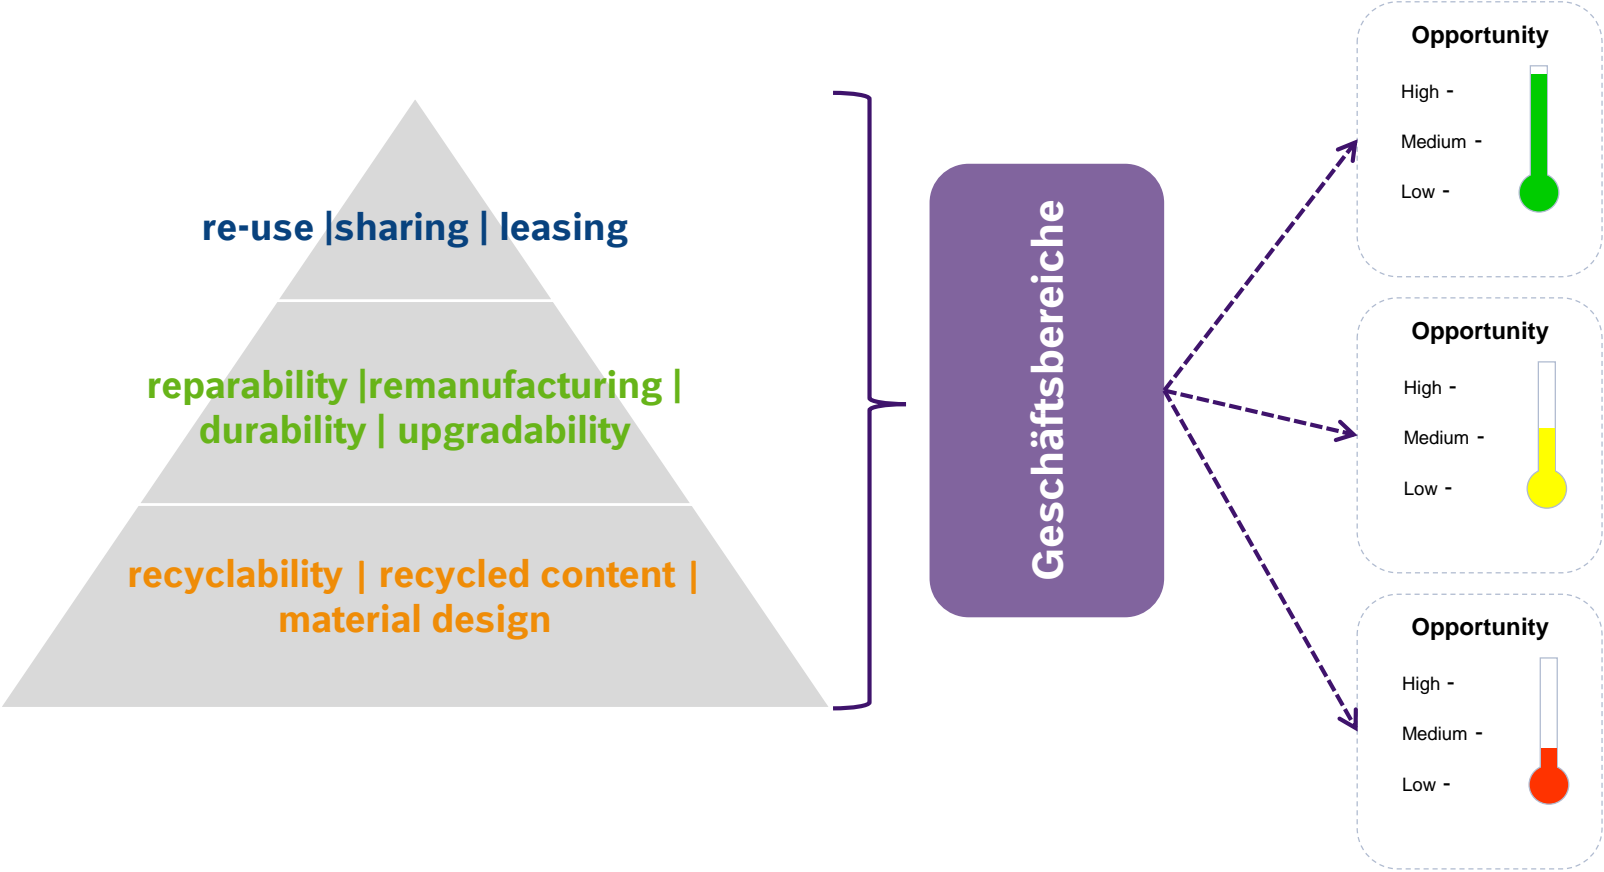 re-use |sharing | leasing
reparability |remanufacturing |
durability | upgradability
recyclability | recycled content |
material design
Geschäftsbereiche
Opportunity
High -
Medium -
Low -
Opportunity
High -
Medium -
Low -
Opportunity
High -
Medium -
Low -